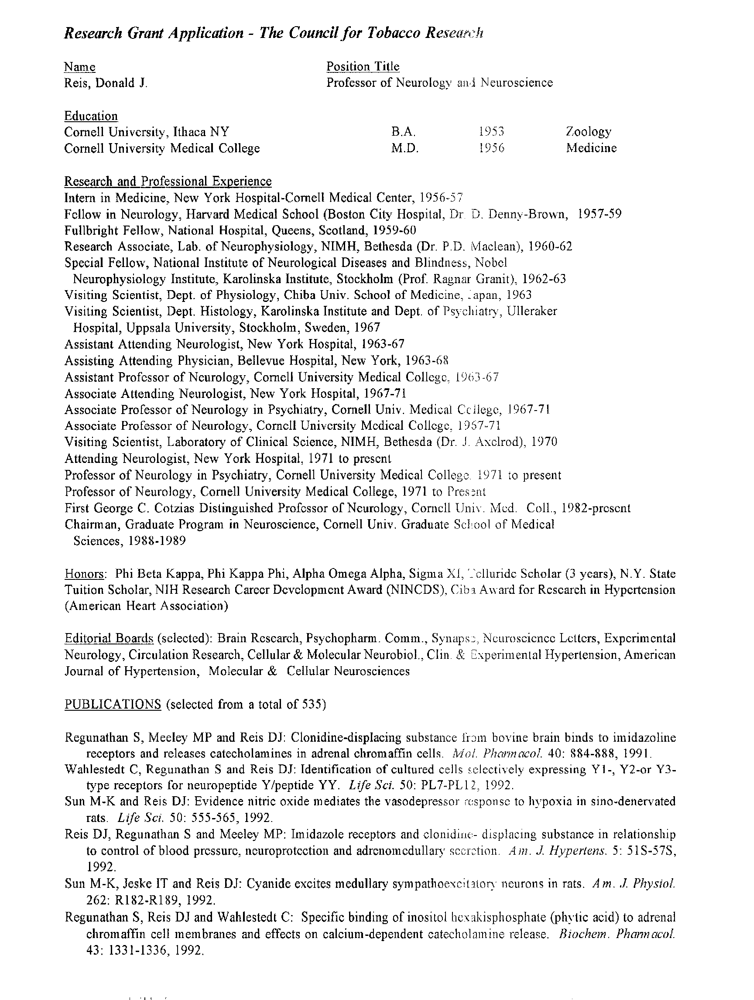 Research Grant Application - The Council for Tobacco Research
Name Position Title
Reis, Donald J. Professor of Neurology and Neuroscience
Education
Cornell University, Ithaca NY B.A. 1953 Zoology
Cornell University Medical College M.D. 1956 Medicine
Research and Professional Experience
Intern in Medicine, New York Hospital-Cornell Medical Center, 1956-57
Fellow in Neurology, Harvard Medical School (Boston City Hospital, Dr. D. Denny-Brown, 1957-59
Fullbright Fellow, National Hospital, Queens, Scotland, 1959-60
Research Associate, Lab. of Neurophysiology, NIMH, Bethesda (Dr. P.D. Maclean), 1960-62
Special Fellow, National Institute of Neurological Diseases and Blindness, Nobel
Neurophysiology Institute, Karolinska Institute, Stockholm (Prof. Ragnar Granit), 1962-63
Visiting Scientist, Dept. of Physiology, Chiba Univ. School of Medicine, Japan, 1963
Visiting Scientist, Dept. Histology, Karolinska Institute and Dept. of Psychiatry, Ulleraker
Hospital, Uppsala University, Stockholm, Sweden, 1967
Assistant Attending Neurologist, New York Hospital, 1963-67
Assisting Attending Physician, Bellevue Hospital, New York, 1963-68
Assistant Professor of Neurology, Cornell University Medical College, 1963-67
Associate Attending Neurologist, New York Hospital, 1967-71
Associate Professor of Neurology in Psychiatry, Cornell Univ. Medical College, 1967-71
Associate Professor of Neurology, Cornell University Medical College, 1967-71
Visiting Scientist, Laboratory of Clinical Science, NIMH, Bethesda (Dr. J. Axelrod), 1970
Attending Neurologist, New York Hospital, 1971 to present
Professor of Neurology in Psychiatry, Cornell University Medical College, 1971 to present
Professor of Neurology, Cornell University Medical College, 1971 to Present
First George C. Cotzias Distinguished Professor of Neurology, Cornell Univ. Med. Coll., 1982-present
Chairman, Graduate Program in Neuroscience, Cornell Univ. Graduate School of Medical
Sciences, 1988-1989
Honors: Phi Beta Kappa, Phi Kappa Phi, Alpha Omega Alpha, Sigma XI, Telluride Scholar (3 years), N.Y. State
Tuition Scholar, NIH Research Career Development Award (NINCDS), Ciba Award for Research in Hypertension
(American Heart Association)
Editorial Boards (selected): Brain Research, Psychopharm. Comm., Synapse, Neuroscience Letters, Experimental
Neurology, Circulation Research, Cellular & Molecular Neurobiol., Clin. & Experimental Hypertension, American
Journal of Hypertension, Molecular & Cellular Neurosciences
PUBLICATIONS (selected from a total of 535)
Regunathan S, Meeley MP and Reis DJ: Clonidine-displacing substance from bovine brain binds to imidazoline
receptors and releases catecholamines in adrenal chromaffin cells. Mol. Pharmacol. 40: 884-888, 1991.
Wahlestedt C, Regunathan S and Reis DJ: Identification of cultured cells selectively expressing Y1-, Y2-or Y3-
type receptors for neuropeptide Y/peptide YY. Life Sci. 50: PL7-PL12, 1992.
Sun M-K and Reis DJ: Evidence nitric oxide mediates the vasodepressor response to hypoxia in sino-denervated
rats. Life Sci. 50: 555-565, 1992.
Reis DJ, Regunathan S and Meeley MP: Imidazole receptors and clonidine- displacing substance in relationship
to control of blood pressure, neuroprotection and adrenomedullary secretion. Am. J. Hypertens. 5: 51S-57S,
1992.
Sun M-K, Jeske IT and Reis DJ: Cyanide excites medullary sympathoexcitatory neurons in rats. Am. J. Physiol.
262: R182-R189, 1992.
Regunathan S, Reis DJ and Wahlestedt C: Specific binding of inositol hexakisphosphate (phytic acid) to adrenal
chromaffin cell membranes and effects on calcium-dependent catecholamine release. Biochem. Pharmacol.
43: 1331-1336, 1992.